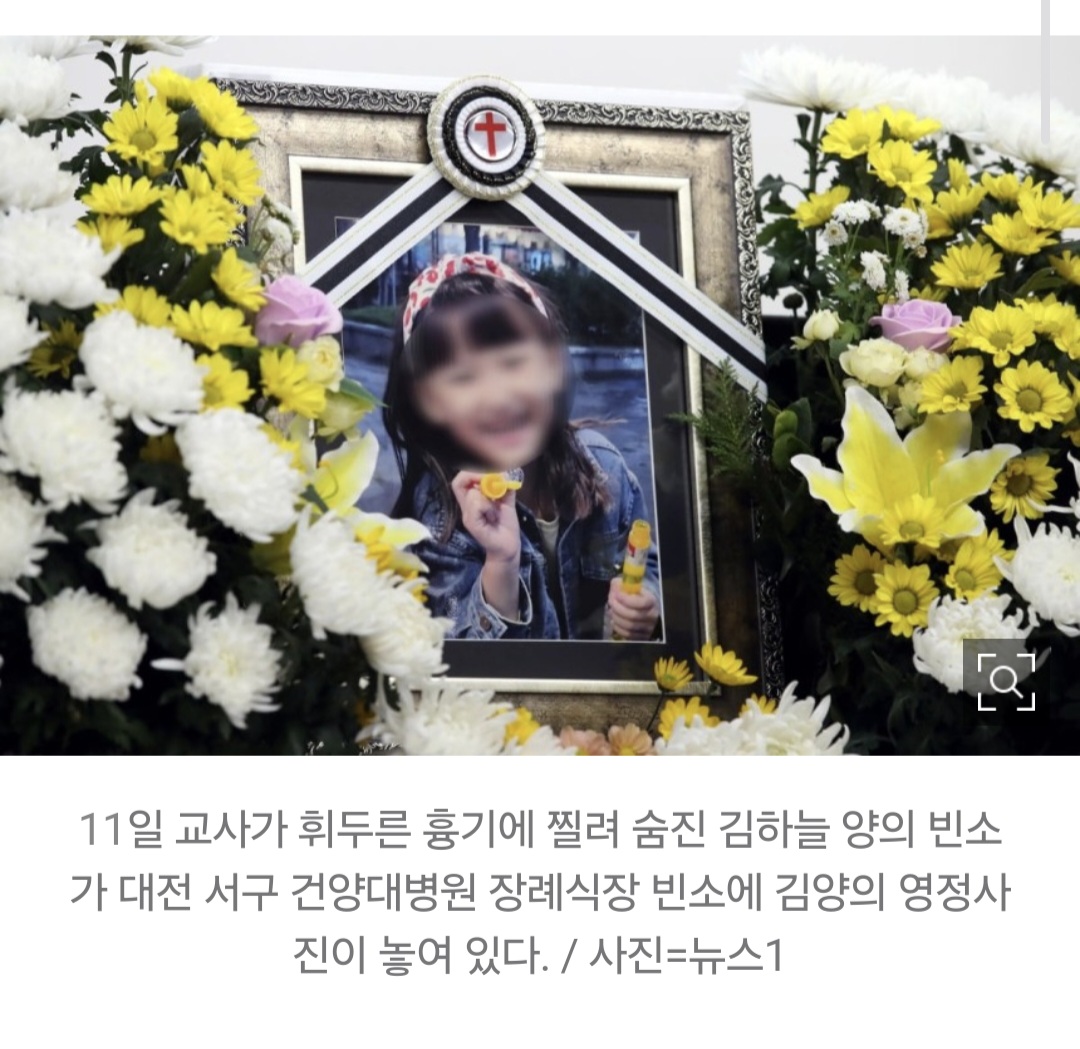 11일 교사가 휘두른 흉기에 찔려 숨진 김하늘 양의 빈소
가 대전 서구 건양대병원 장례식장 빈소에 김양의 영정사
진이 놓여 있다. / 사진=뉴스1